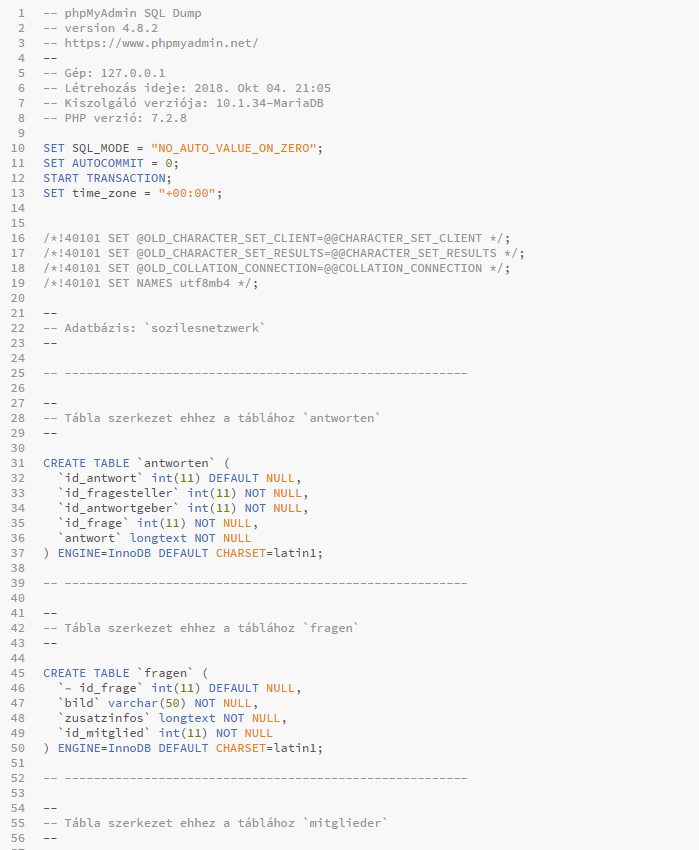 1 -- phpMyAdmin SQL Dump
2 -- version 4.8.2
3 -- https://www.phpmyadmin.net/
4 --
5 -- Gép: 127.0.0.1
6 -- Létrehozás ideje: 2018. Okt 04. 21:05
7 -- Kiszolgáló verziója: 10.1.34-MariaDB
8 -- PHP verzió: 7.2.8
9
10 SET SQL_MODE = "NO_AUTO_VALUE_ON_ZERO";
11 SET AUTOCOMMIT = 0;
12 START TRANSACTION;
13 SET time_zone = "+00:00";
14
15
16 /*!40101 SET @OLD_CHARACTER_SET_CLIENT=@@CHARACTER_SET_CLIENT */;
17 /*!40101 SET @OLD_CHARACTER_SET_RESULTS=@@CHARACTER_SET_RESULTS */;
18 /*!40101 SET @OLD_COLLATION_CONNECTION=@@COLLATION_CONNECTION */;
19 /*!40101 SET NAMES utf8mb4 */;
20
21 --
22 -- Adatbázis: `sozilesnetzwerk`
23 --
24
25 -- --------------------------------------------------------
26
27 --
28 -- Tábla szerkezet ehhez a táblához `antworten`
29 --
30
31 CREATE TABLE `antworten` (
32 `id_antwort` int(11) DEFAULT NULL,
33 `id_fragesteller` int(11) NOT NULL,
34 `id_antwortgeber` int(11) NOT NULL,
35 `id_frage` int(11) NOT NULL,
36 `antwort` longtext NOT NULL
37 ) ENGINE=InnoDB DEFAULT CHARSET=latin1;
38
39 -- --------------------------------------------------------
40
41 --
42 -- Tábla szerkezet ehhez a táblához `fragen`
43 --
44
45 CREATE TABLE `fragen` (
46 `– id_frage` int(11) DEFAULT NULL,
47 `bild` varchar(50) NOT NULL,
48 `zusatzinfos` longtext NOT NULL,
49 `id_mitglied` int(11) NOT NULL
50 ) ENGINE=InnoDB DEFAULT CHARSET=latin1;
51
52 -- --------------------------------------------------------
53
54 --
55 -- Tábla szerkezet ehhez a táblához `mitglieder`
56 --